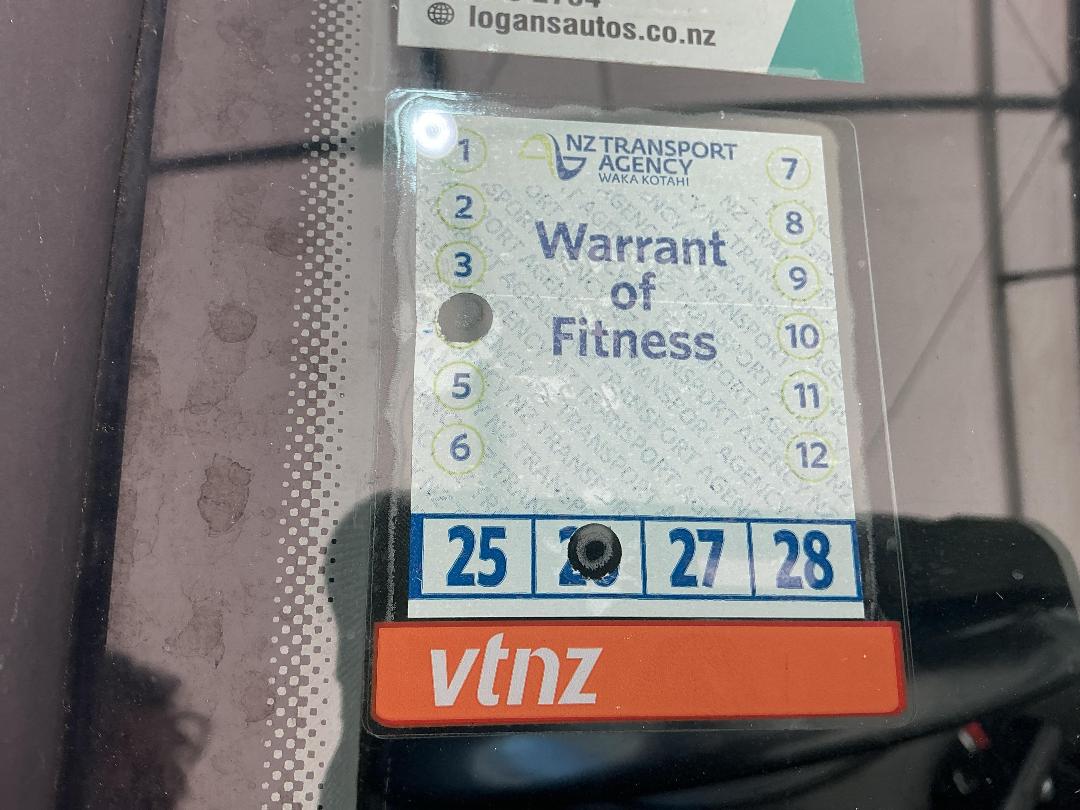 logansautos.co.nz
NZ TRANSPORT
AGENCY
WAKA KOTAHI
Warrant
of
Fitness
1
2
3
5
6
7
8
9
10
11
12
25 27 28
vtnz